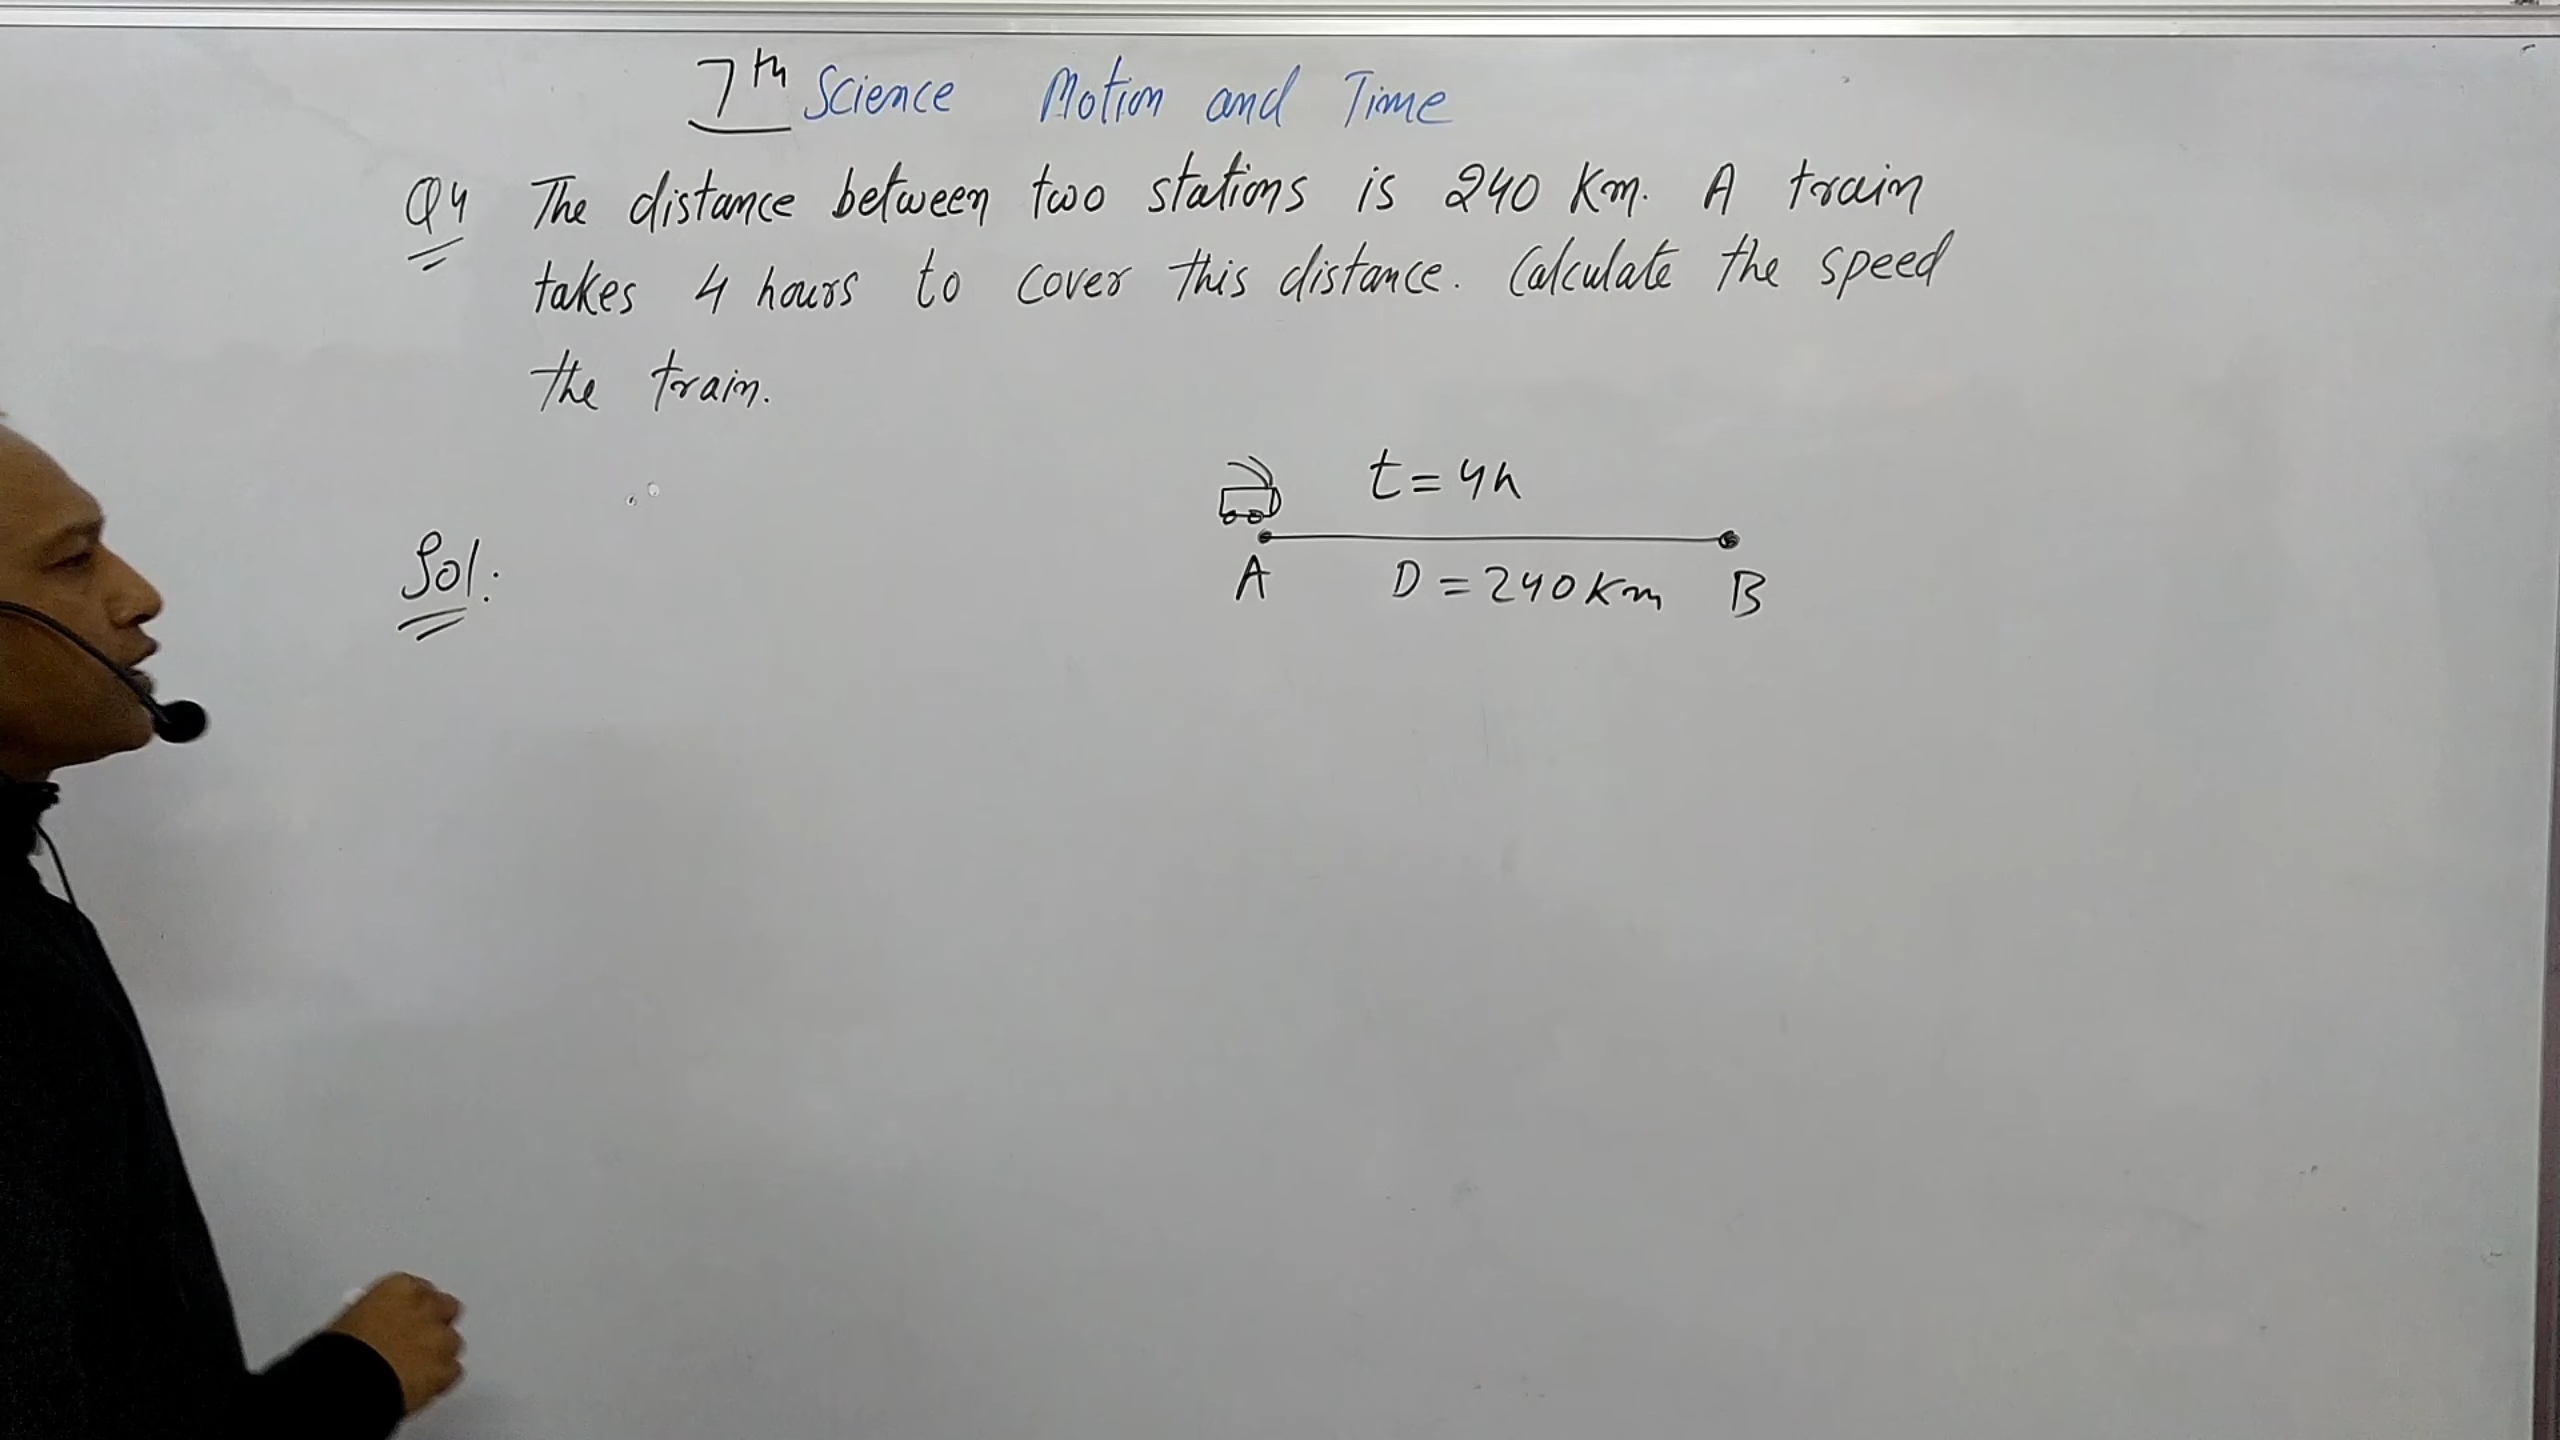 7th Science Motion and Time
Q4 The distance between two stations is 240 Km. A train
takes 4 hours to cover this distance. Calculate the speed
the train.
t = 4h
A D = 240 Km B
Sol: